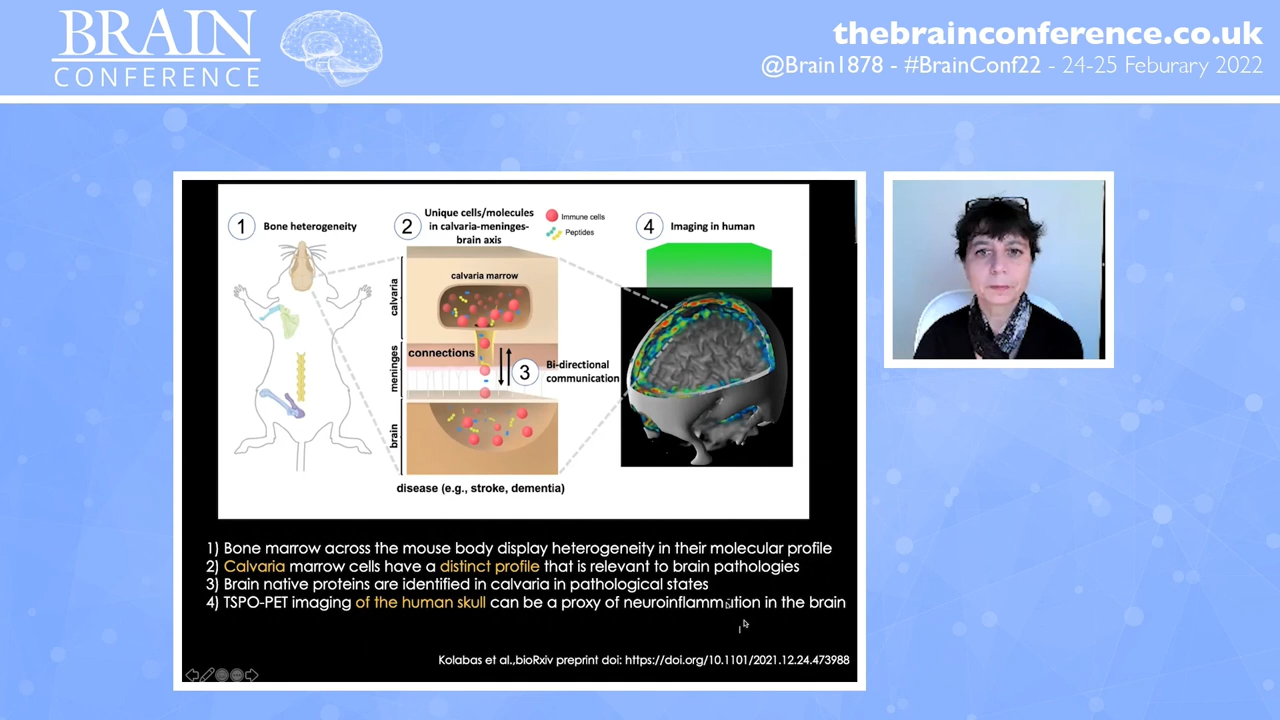 BRAIN
CONFERENCE
thebrainconference.co.uk
@Brain1878 - #BrainConf22 - 24-25 Feburary 2022
1
Bone heterogeneity
2
Unique cells/molecules
in calvaria-meninges-
brain axis
Immune cells
Peptides
4
Imaging in human
calvaria
calvaria marrow
meninges
connections
3
Bi-directional
communication
brain
disease (e.g., stroke, dementia)
1) Bone marrow across the mouse body display heterogeneity in their molecular profile
2) Calvaria marrow cells have a distinct profile that is relevant to brain pathologies
3) Brain native proteins are identified in calvaria in pathological states
4) TSPO-PET imaging of the human skull can be a proxy of neuroinflammation in the brain
Kolabas et al.,bioRxiv preprint doi: https://doi.org/10.1101/2021.12.24.473988